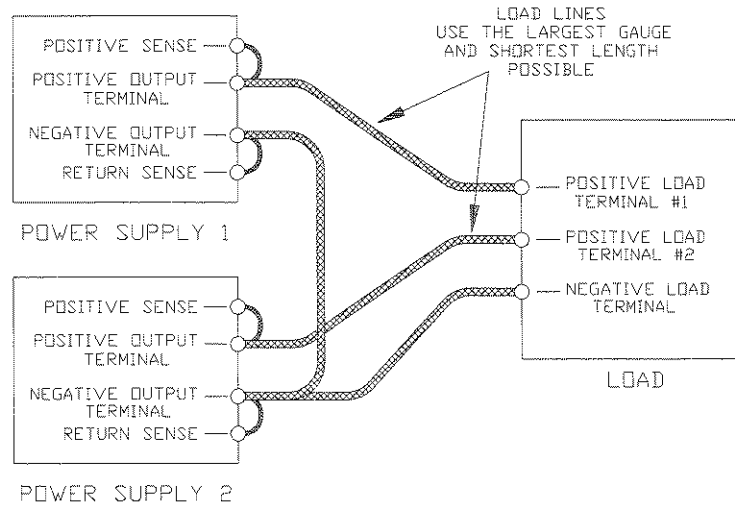 LOAD LINES
USE THE LARGEST GAUGE
AND SHORTEST LENGTH
POSSIBLE
POSITIVE SENSE
POSITIVE OUTPUT
TERMINAL
NEGATIVE OUTPUT
TERMINAL
RETURN SENSE
POWER SUPPLY 1
POSITIVE LOAD
TERMINAL #1
POSITIVE LOAD
TERMINAL #2
NEGATIVE LOAD
TERMINAL
LOAD
POSITIVE SENSE
POSITIVE OUTPUT
TERMINAL
NEGATIVE OUTPUT
TERMINAL
RETURN SENSE
POWER SUPPLY 2